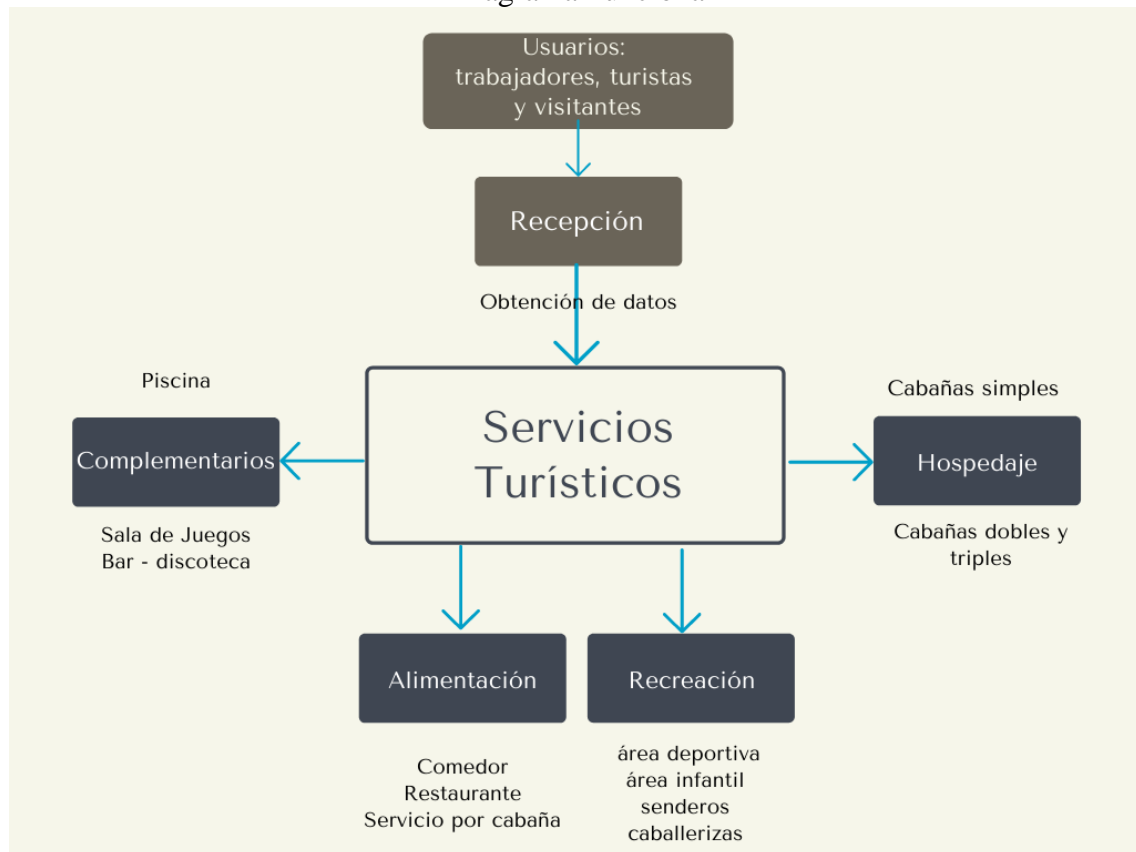 Usuarios:
trabajadores, turistas
y visitantes
Recepción
Obtención de datos
Servicios
Turísticos
Piscina
Complementarios
Sala de Juegos
Bar - discoteca
Cabañas simples
Hospedaje
Cabañas dobles y
triples
Alimentación
Comedor
Restaurante
Servicio por cabaña
Recreación
área deportiva
área infantil
senderos
caballerizas